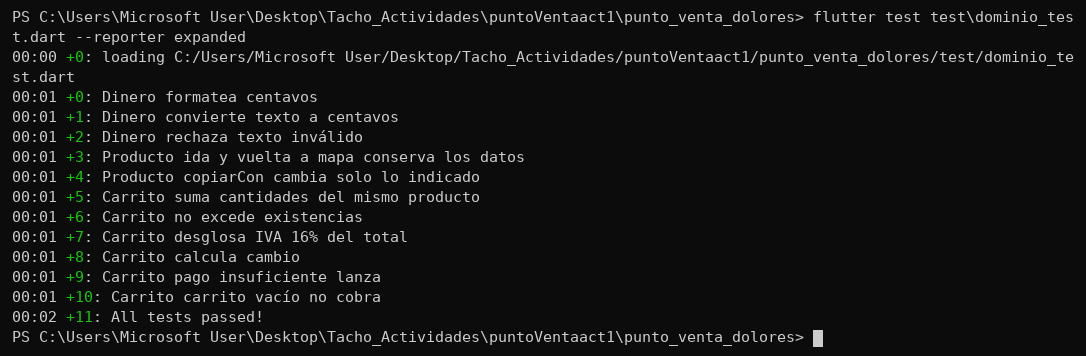 PS C:\Users\Microsoft User\Desktop\Tacho_Actividades\puntoVentaact1\punto_venta_dolores> flutter test test\dominio_tes
t.dart --reporter expanded
00:00 +0: loading C:/Users/Microsoft User/Desktop/Tacho_Actividades/puntoVentaact1/punto_venta_dolores/test/dominio_te
st.dart
00:01 +0: Dinero formatea centavos
00:01 +1: Dinero convierte texto a centavos
00:01 +2: Dinero rechaza texto inválido
00:01 +3: Producto ida y vuelta a mapa conserva los datos
00:01 +4: Producto copiarCon cambia solo lo indicado
00:01 +5: Carrito suma cantidades del mismo producto
00:01 +6: Carrito no excede existencias
00:01 +7: Carrito desglosa IVA 16% del total
00:01 +8: Carrito calcula cambio
00:01 +9: Carrito pago insuficiente lanza
00:01 +10: Carrito carrito vacío no cobra
00:02 +11: All tests passed!
PS C:\Users\Microsoft User\Desktop\Tacho_Actividades\puntoVentaact1\punto_venta_dolores>